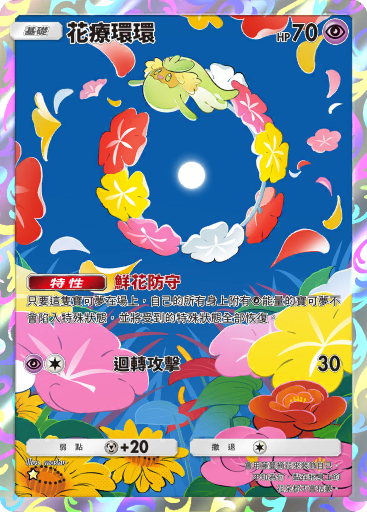 基礎 花療環環 HP 70
特性 鮮花防守
只要這隻寶可夢在場上，自己的所有身上附有能量的寶可夢不
會陷入特殊狀態，並將受到的特殊狀態全部恢復。
迴轉攻擊 30
弱點 +20 撤退